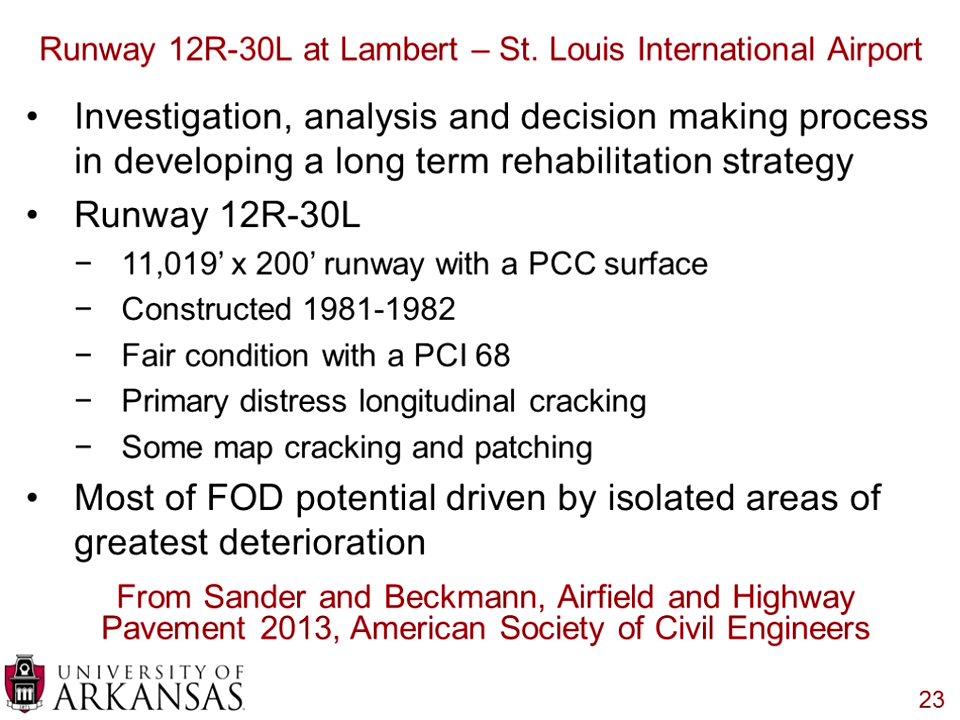 Runway 12R-30L at Lambert – St. Louis International Airport
• Investigation, analysis and decision making process
in developing a long term rehabilitation strategy
• Runway 12R-30L
− 11,019’ x 200’ runway with a PCC surface
− Constructed 1981-1982
− Fair condition with a PCI 68
− Primary distress longitudinal cracking
− Some map cracking and patching
• Most of FOD potential driven by isolated areas of
greatest deterioration
From Sander and Beckmann, Airfield and Highway
Pavement 2013, American Society of Civil Engineers
UNIVERSITY OF
ARKANSAS
23